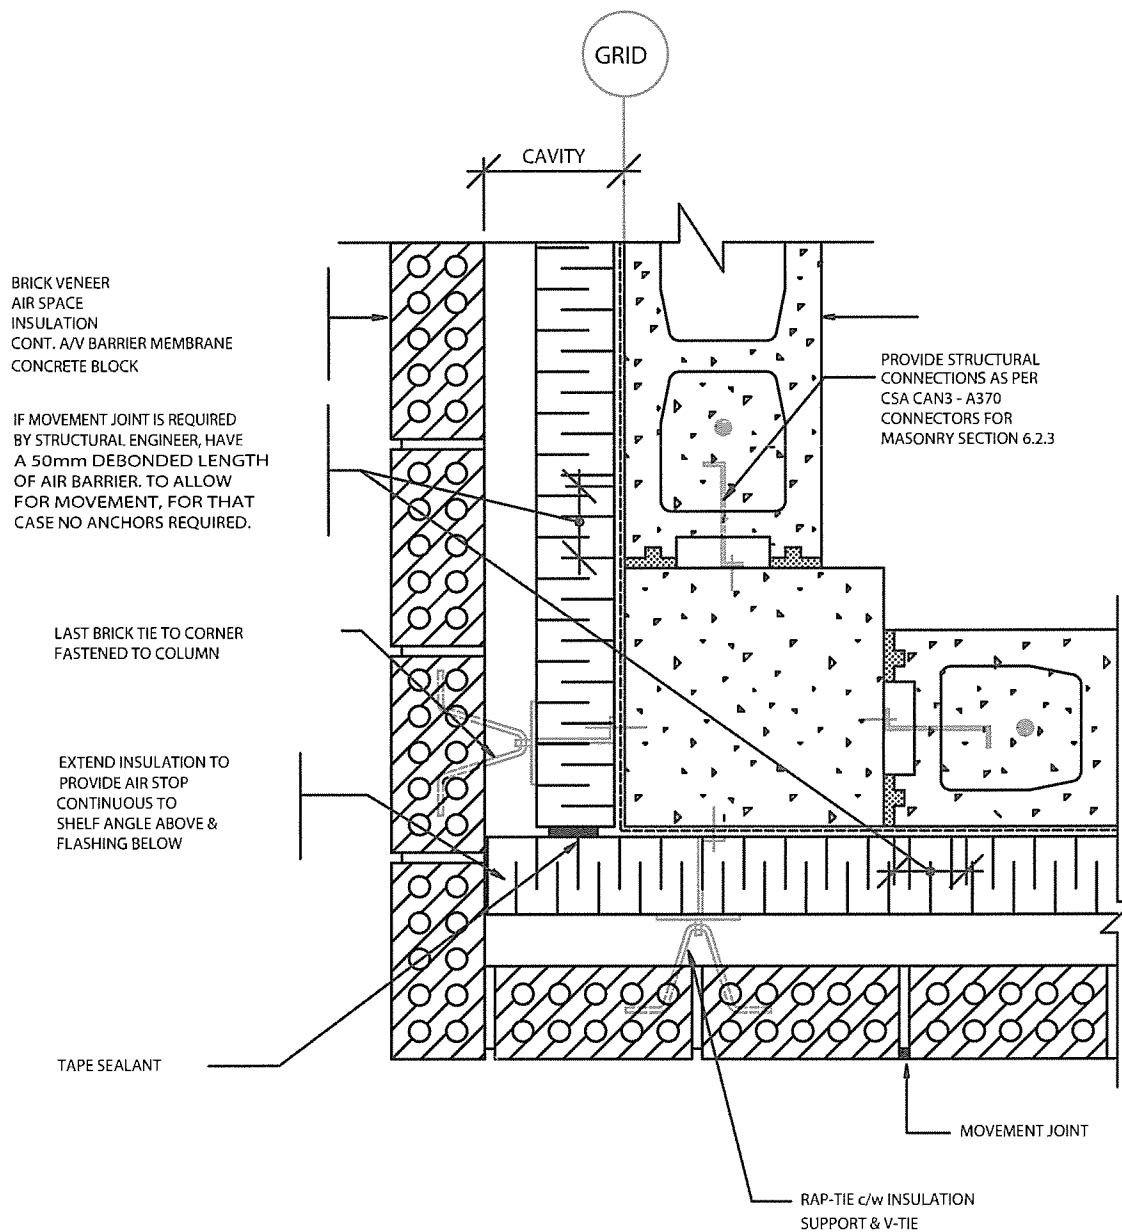 GRID
CAVITY
BRICK VENEER
AIR SPACE
INSULATION
CONT. A/V BARRIER MEMBRANE
CONCRETE BLOCK
PROVIDE STRUCTURAL
CONNECTIONS AS PER
CSA CAN3 - A370
CONNECTORS FOR
MASONRY SECTION 6.2.3
IF MOVEMENT JOINT IS REQUIRED
BY STRUCTURAL ENGINEER, HAVE
A 50mm DEBONDED LENGTH
OF AIR BARRIER. TO ALLOW
FOR MOVEMENT, FOR THAT
CASE NO ANCHORS REQUIRED.
LAST BRICK TIE TO CORNER
FASTENED TO COLUMN
EXTEND INSULATION TO
PROVIDE AIR STOP
CONTINUOUS TO
SHELF ANGLE ABOVE &
FLASHING BELOW
TAPE SEALANT
MOVEMENT JOINT
RAP-TIE c/w INSULATION
SUPPORT & V-TIE